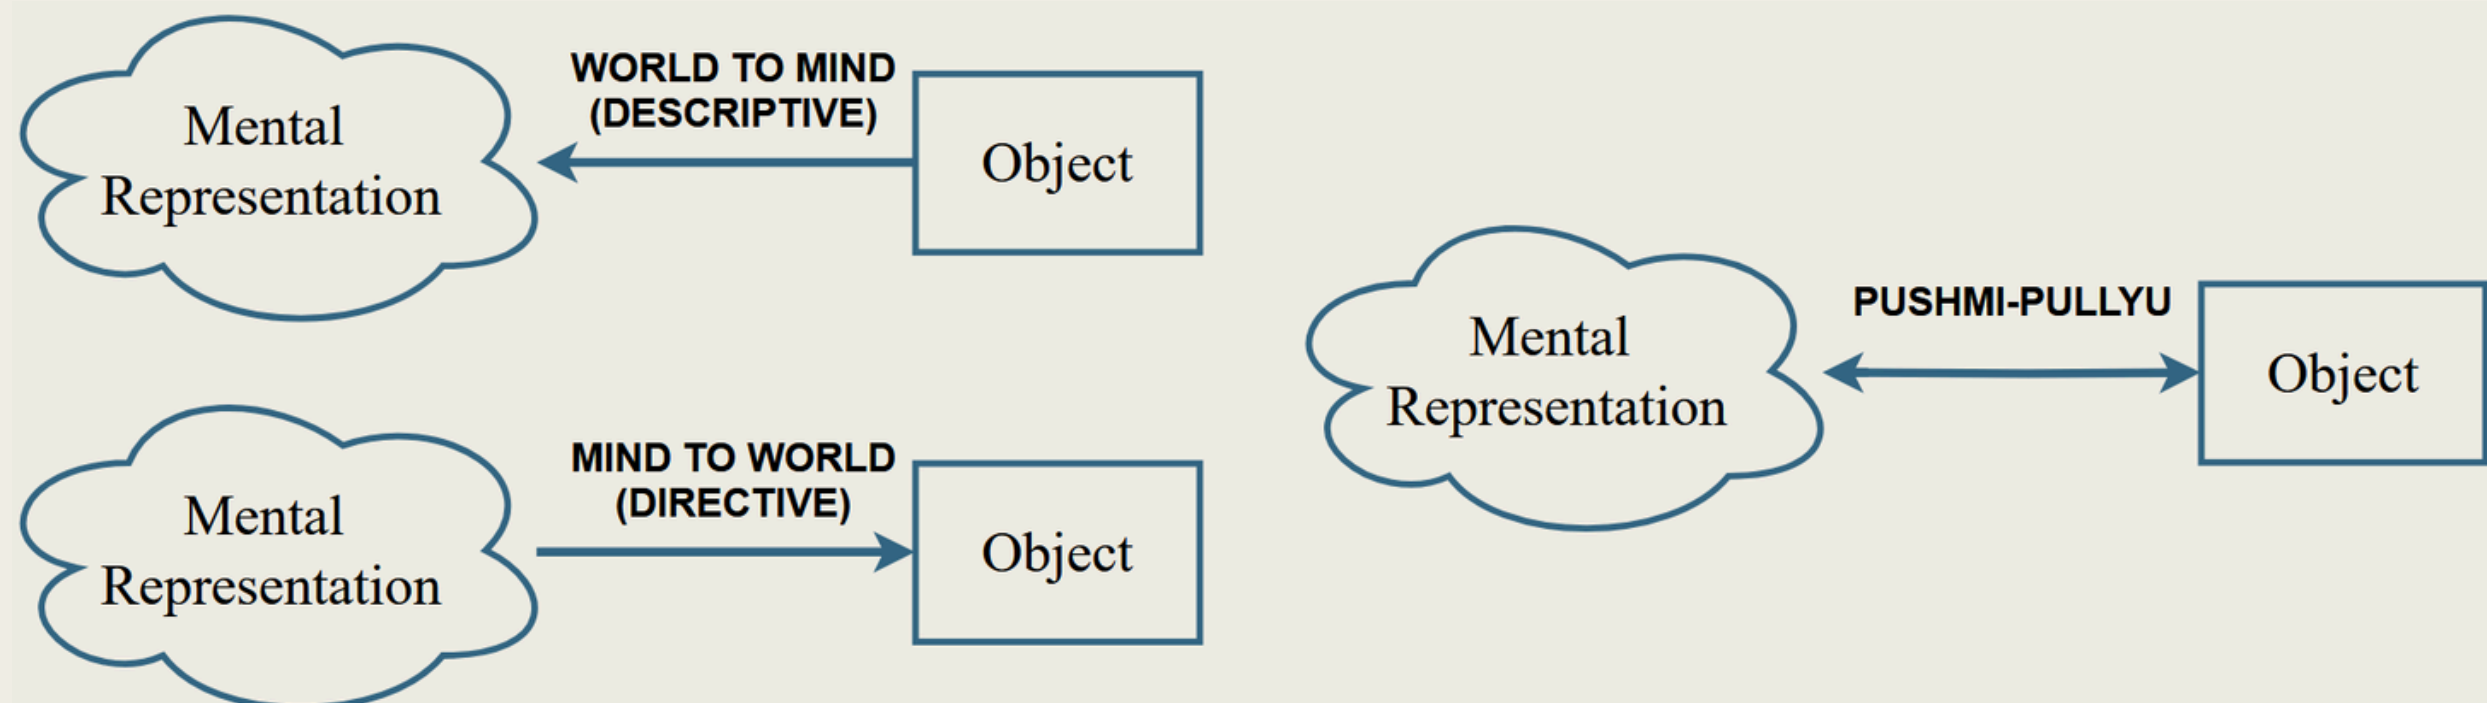 Mental
Representation
WORLD TO MIND
(DESCRIPTIVE)
Object
Mental
Representation
MIND TO WORLD
(DIRECTIVE)
Object
Mental
Representation
PUSHMI-PULLYU
Object